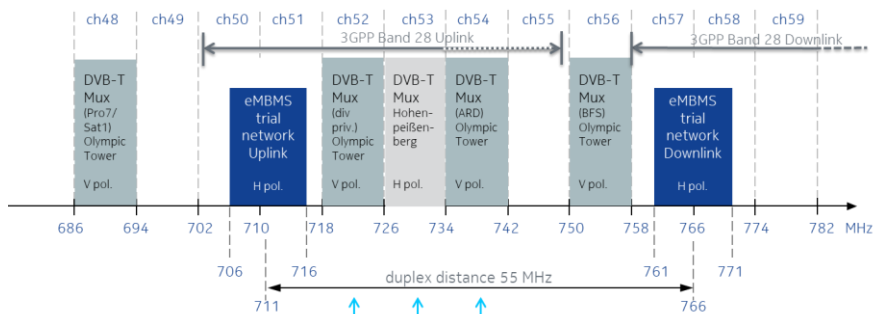 ch48 ch49 ch50 ch51 ch52 ch53 ch54 ch55 ch56 ch57 ch58 ch59
3GPP Band 28 Uplink 3GPP Band 28 Downlink
DVB-T
Mux
(Pro7/
Sat1)
Olympic
Tower
V pol.
eMBMS
trial
network
Uplink
H pol.
DVB-T
Mux
(div
priv.)
Olympic
Tower
V pol.
DVB-T
Mux
Hohen-
peißen-
berg
H pol.
DVB-T
Mux
(ARD)
Olympic
Tower
V pol.
DVB-T
Mux
(BFS)
Olympic
Tower
V pol.
eMBMS
trial
network
Downlink
H pol.
686 694 702 710 718 726 734 742 750 758 766 774 782 MHz
706 716 761 771
duplex distance 55 MHz
711 766